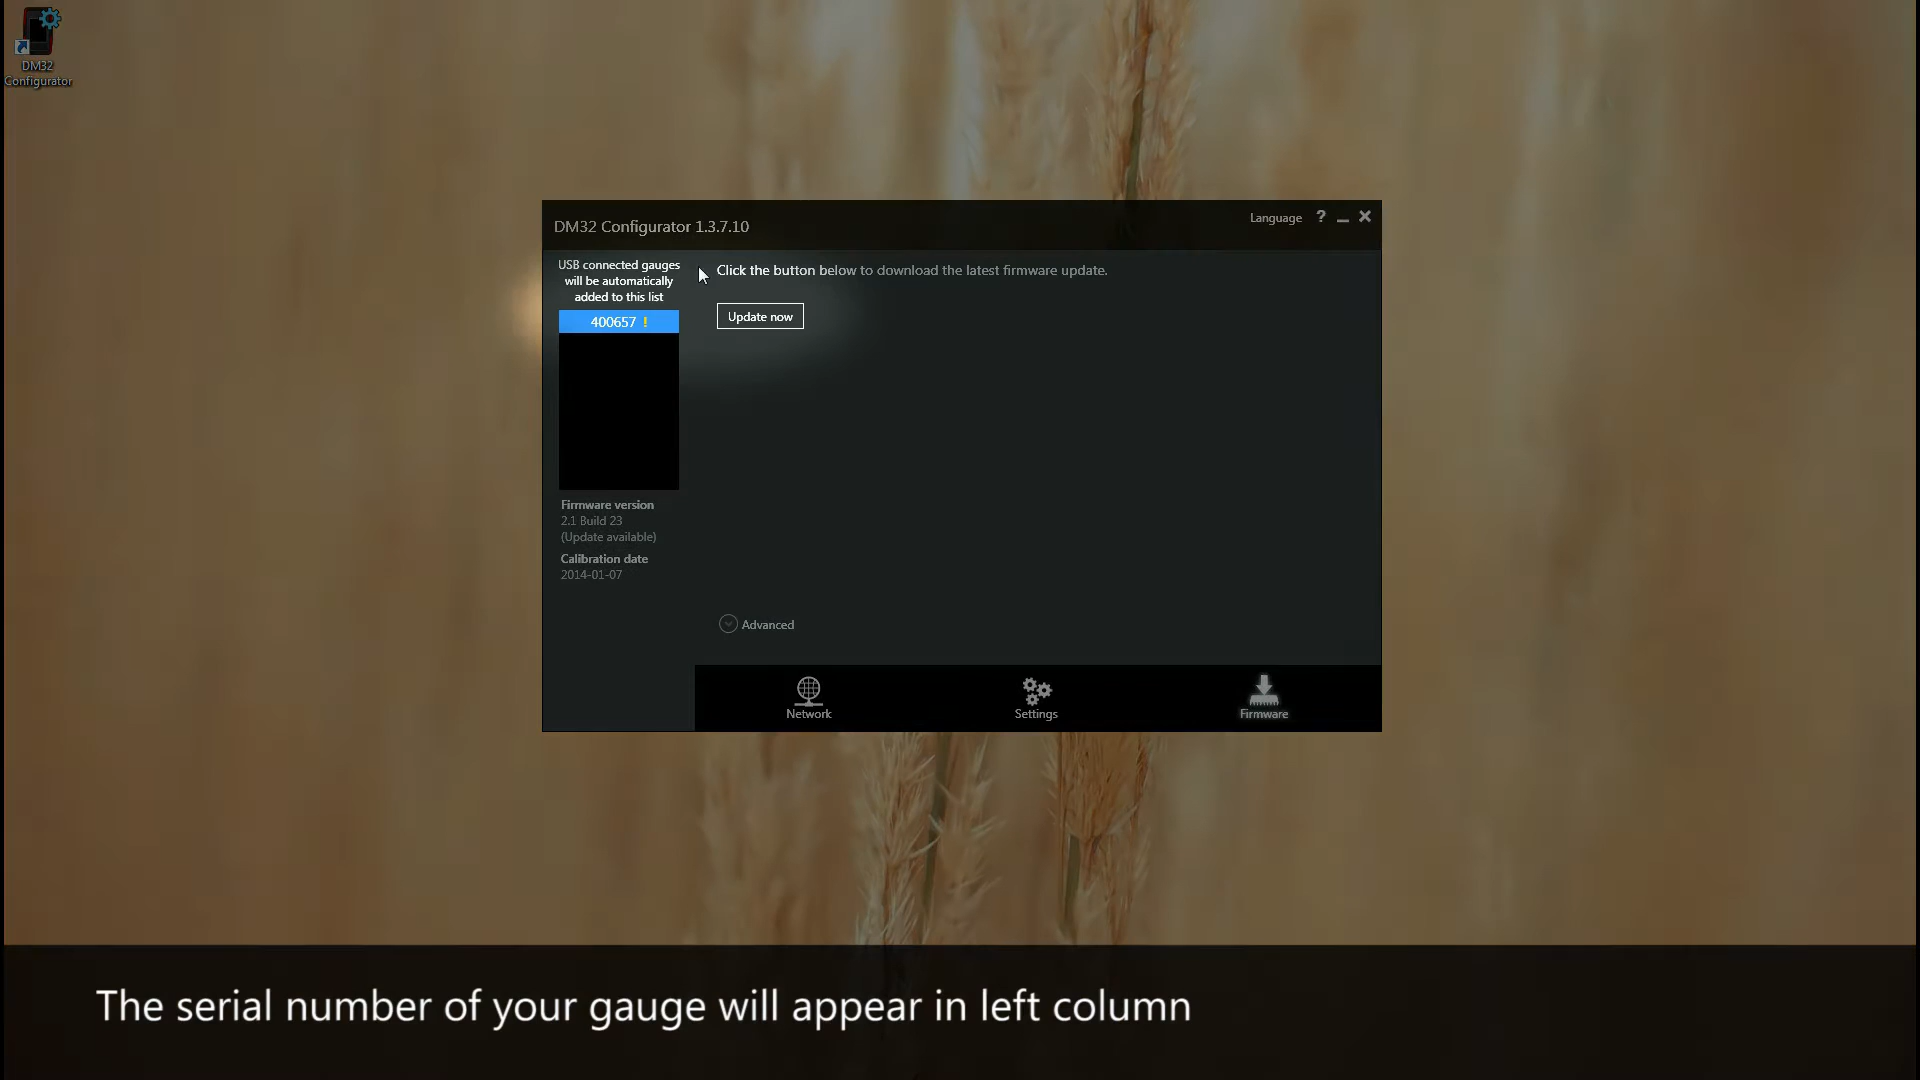 DM32
Configurator
DM32 Configurator 1.3.7.10
Language ?
USB connected gauges
will be automatically
added to this list
400657 !
Firmware version
2.1 Build 23
(Update available)
Calibration date
2014-01-07
Click the button below to download the latest firmware update.
Update now
Advanced
Network
Settings
Firmware
The serial number of your gauge will appear in left column